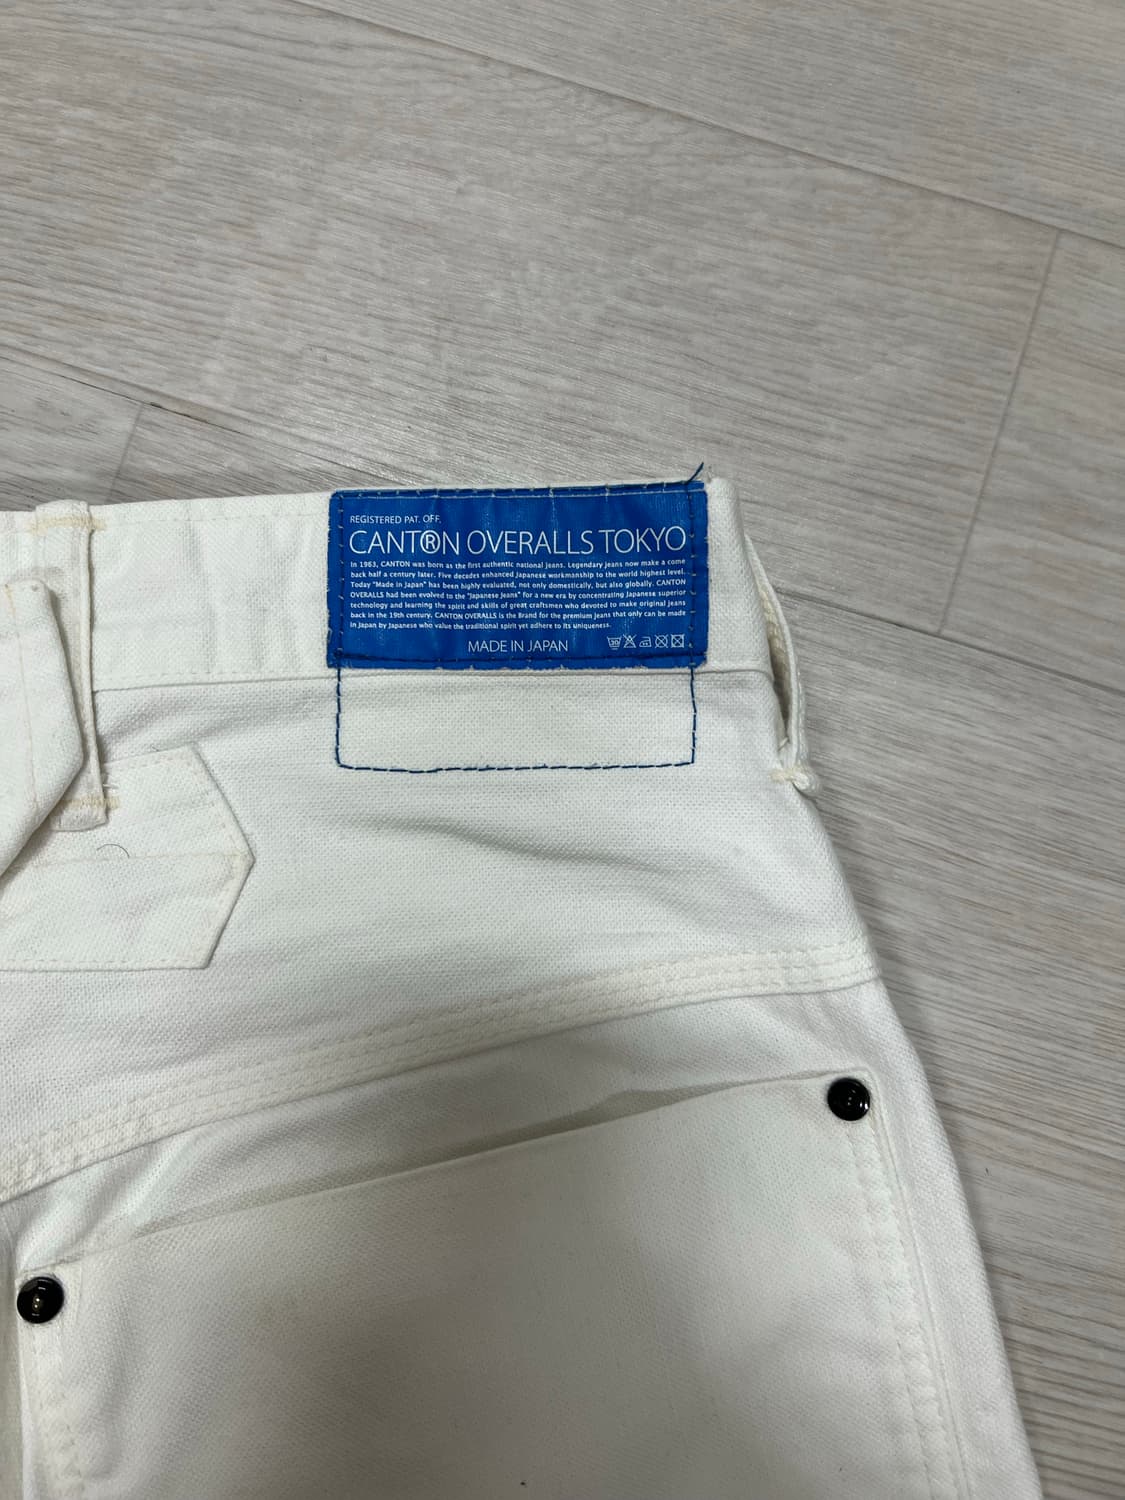 REGISTERED PAT. OFF.
CANT®N OVERALLS TOKYO
In 1963, CANTON was born as the first authentic national jeans. Legendary jeans now make a come
back half a century later. Five decades enhanced Japanese workmanship to the world highest level.
Today "Made in Japan" has been highly evaluated, not only domestically, but also globally. CANTON
OVERALLS had been evolved to the "Japanese Jeans" for a new era by concentrating Japanese superior
technology and learning the spirit and skills of great craftsmen who devoted to make original jeans
back in the 19th century. CANTON OVERALLS is the Brand for the premium jeans that only can be made
in Japan by Japanese who value the traditional spirit yet adhere to its uniqueness.
MADE IN JAPAN